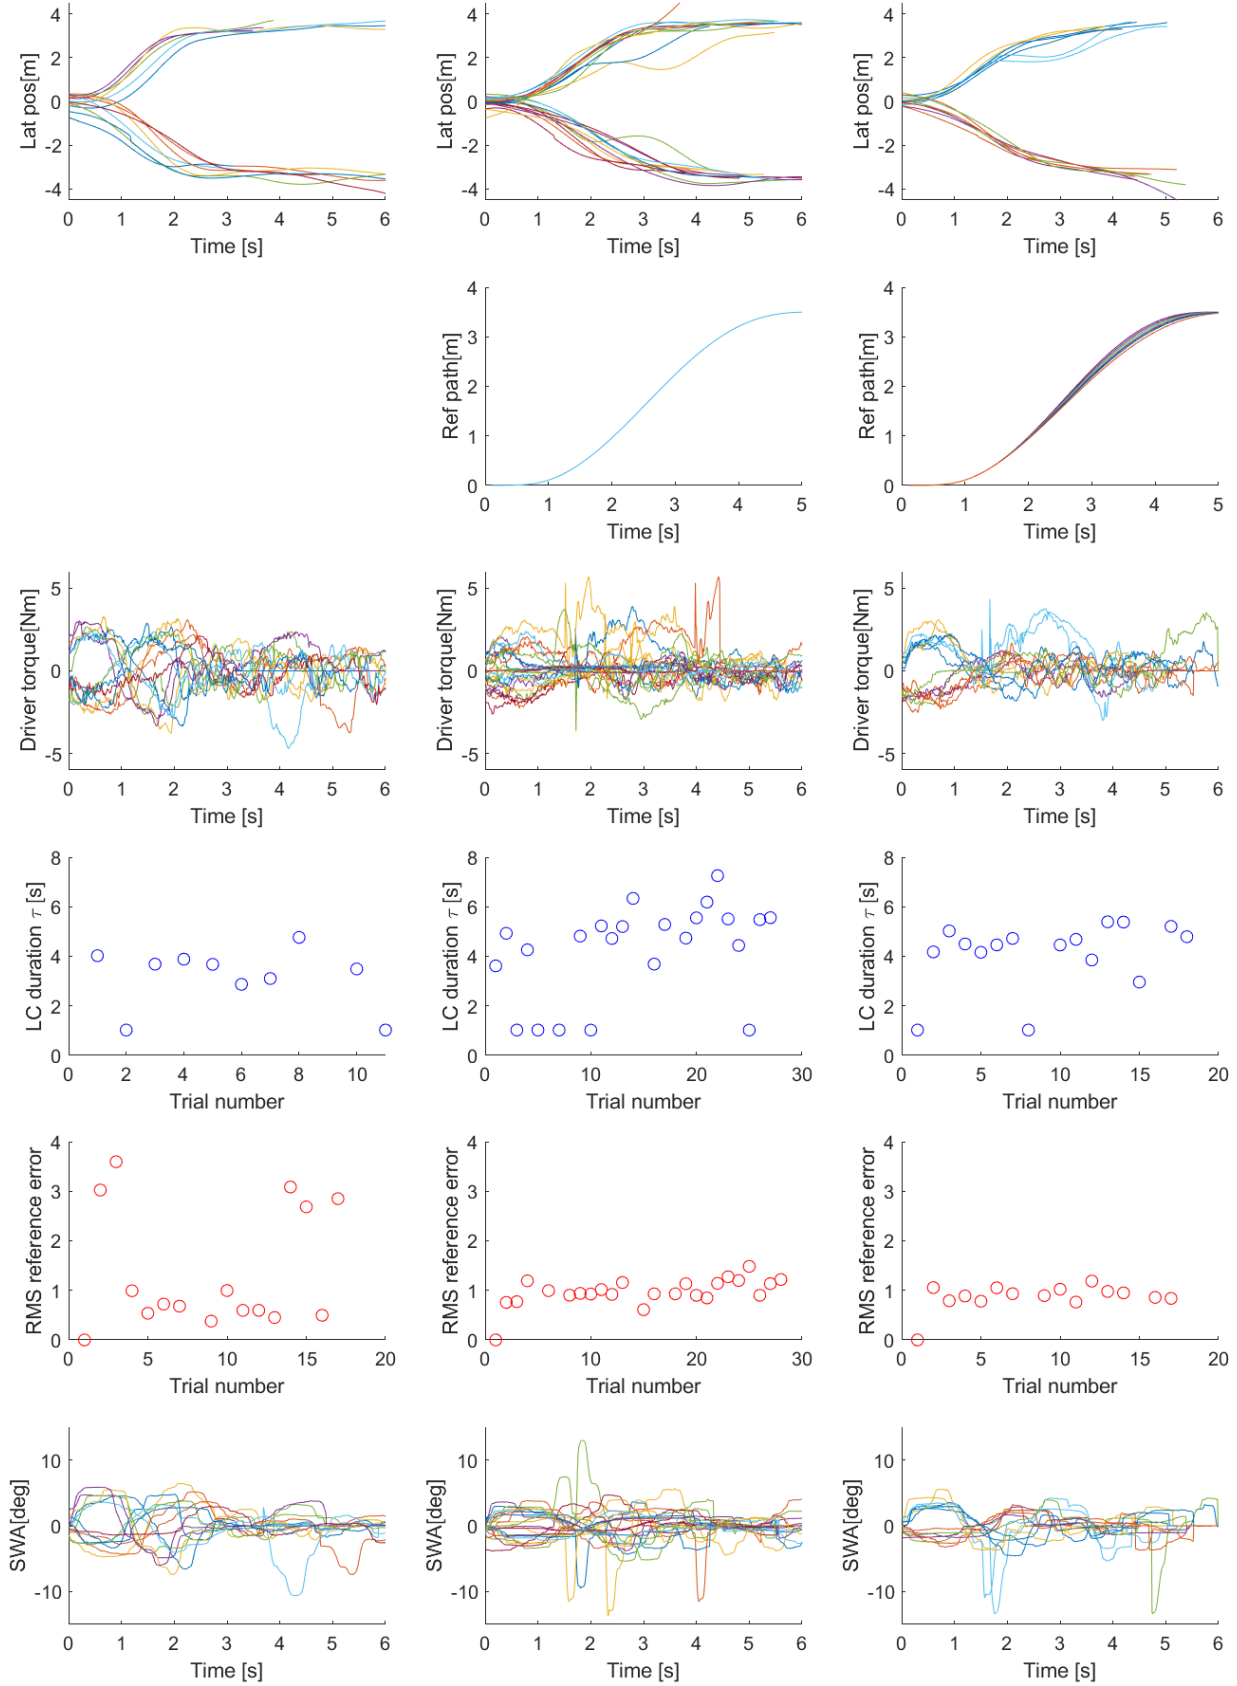 4
2
0
-2
-4
Lat pos[m]
0 1 2 3 4 5 6
Time [s]
4
2
0
-2
-4
Lat pos[m]
0 1 2 3 4 5 6
Time [s]
4
2
0
-2
-4
Lat pos[m]
0 1 2 3 4 5 6
Time [s]
4
3
2
1
0
Ref path[m]
0 1 2 3 4 5
Time [s]
4
3
2
1
0
Ref path[m]
0 1 2 3 4 5
Time [s]
5
0
-5
Driver torque[Nm]
0 1 2 3 4 5 6
Time [s]
5
0
-5
Driver torque[Nm]
0 1 2 3 4 5 6
Time [s]
5
0
-5
Driver torque[Nm]
0 1 2 3 4 5 6
Time [s]
8
6
4
2
0
LC duration τ [s]
0 2 4 6 8 10
Trial number
8
6
4
2
0
LC duration τ [s]
0 10 20 30
Trial number
8
6
4
2
0
LC duration τ [s]
0 5 10 15 20
Trial number
4
3
2
1
0
RMS reference error
0 5 10 15 20
Trial number
4
3
2
1
0
RMS reference error
0 10 20 30
Trial number
4
3
2
1
0
RMS reference error
0 5 10 15 20
Trial number
10
0
-10
SWA[deg]
0 1 2 3 4 5 6
Time [s]
10
0
-10
SWA[deg]
0 1 2 3 4 5 6
Time [s]
10
0
-10
SWA[deg]
0 1 2 3 4 5 6
Time [s]